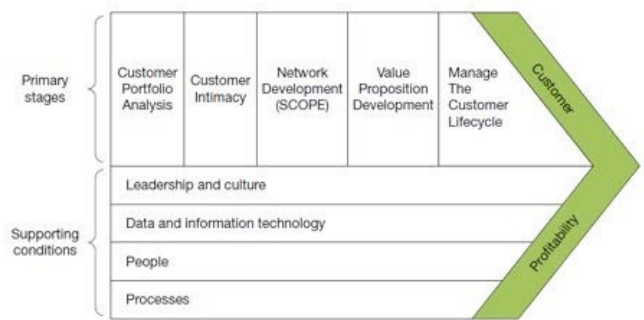 Primary
stages
Customer
Portfolio
Analysis
Customer
Intimacy
Network
Development
(SCOPE)
Value
Proposition
Development
Manage
The
Customer
Lifecycle
Customer
Supporting
conditions
Leadership and culture
Data and information technology
People
Processes
Profitability